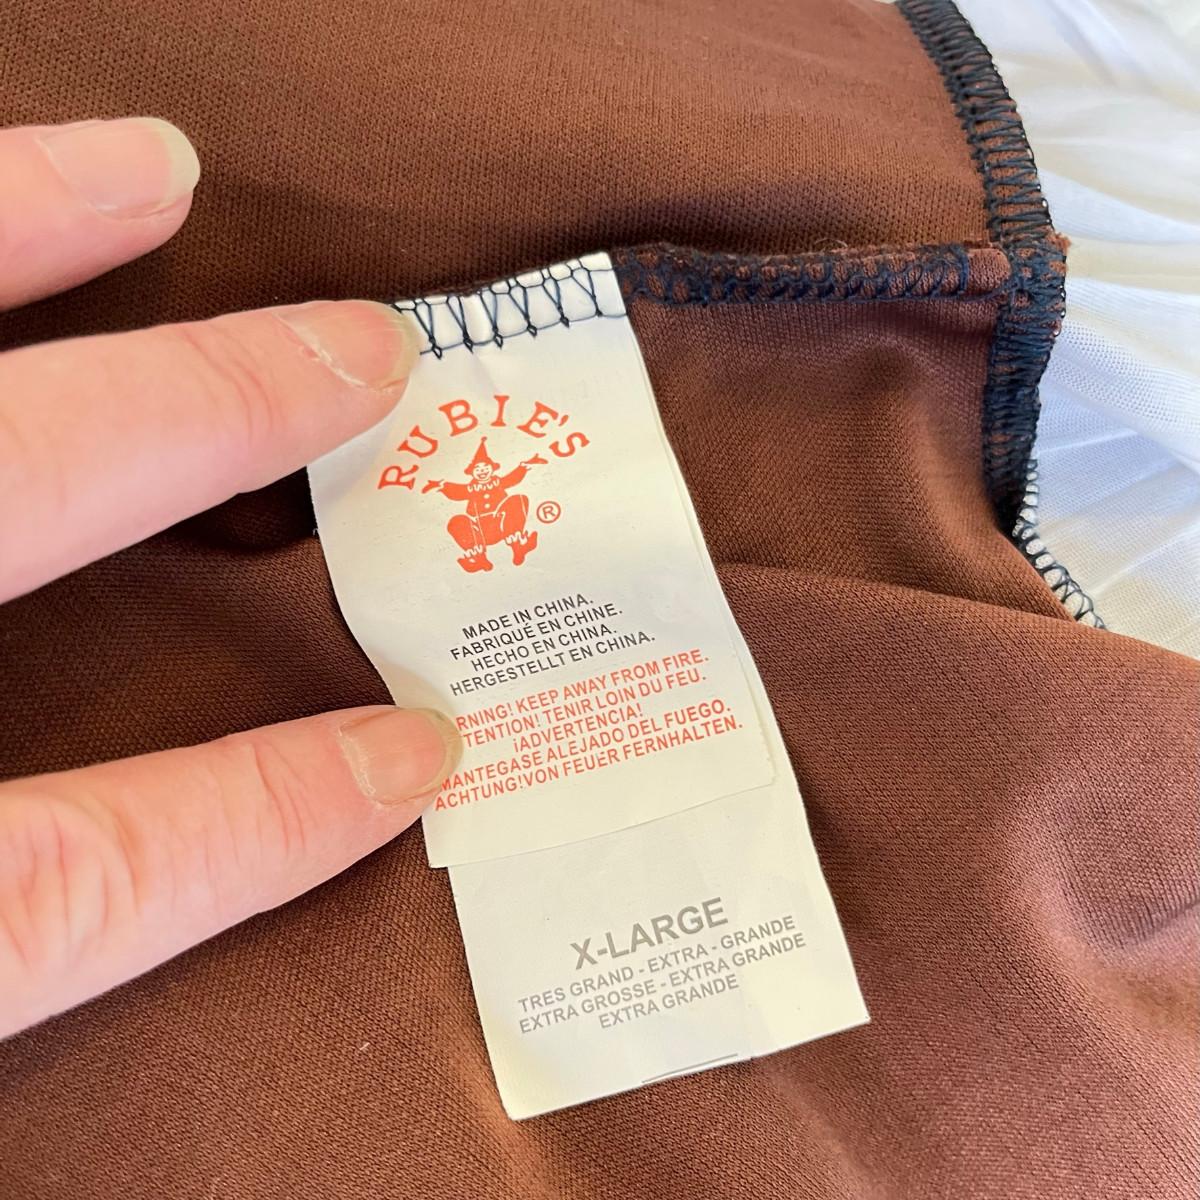 RUBIE'S
®
MADE IN CHINA.
FABRIQUÉ EN CHINE.
HECHO EN CHINA.
HERGESTELLT EN CHINA.
RNING! KEEP AWAY FROM FIRE.
TENTION! TENIR LOIN DU FEU.
¡ADVERTENCIA!
MANTEGASE ALEJADO DEL FUEGO.
ACHTUNG!VON FEUER FERNHALTEN.
X-LARGE
TRES GRAND - EXTRA - GRANDE
EXTRA GROSSE - EXTRA GRANDE
EXTRA GRANDE